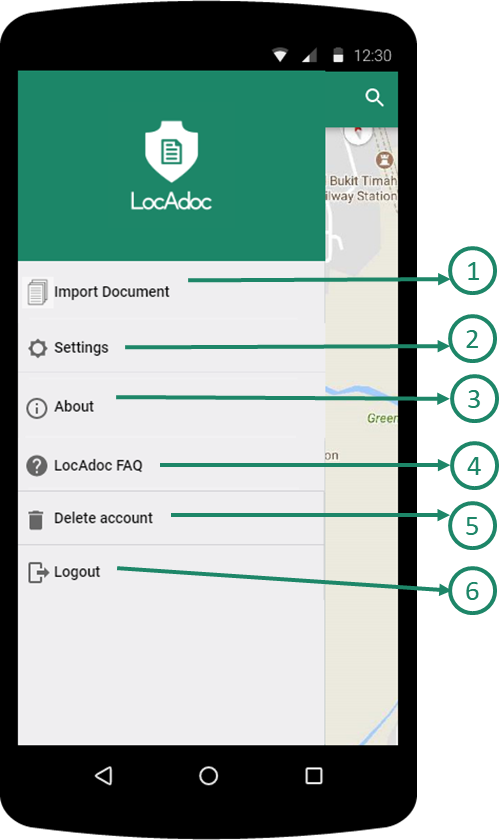 12:30
LocAdoc
Bukit Timah
ilway Station
Import Document
1
Settings
2
About
3
Green
LocAdoc FAQ
on
4
Delete account
5
Logout
6